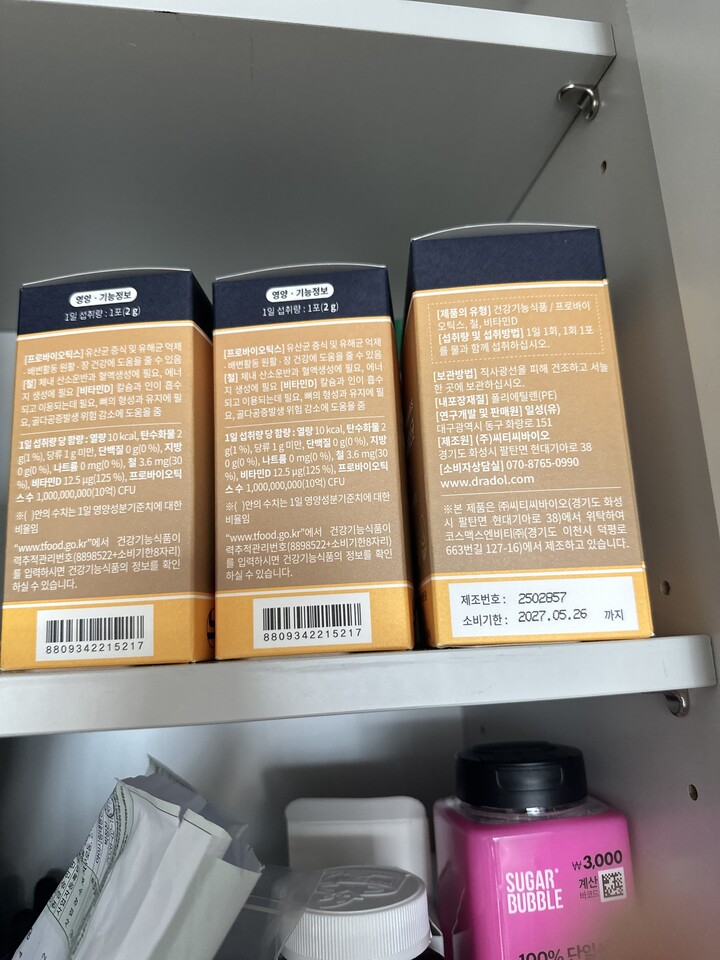 영양·기능정보
1일 섭취량 : 1포(2 g)
[프로바이오틱스] 유산균 증식 및 유해균 억제
·배변활동 원활·장 건강에 도움을 줄 수 있음
[철] 체내 산소운반과 혈액생성에 필요, 에너
지 생성에 필요 [비타민D] 칼슘과 인이 흡수
되고 이용되는데 필요, 뼈의 형성과 유지에 필
요, 골다공증발생 위험 감소에 도움을 줌
1일 섭취량 당 함량 : 열량 10 kcal, 탄수화물 2
g(1 %), 당류 1 g 미만, 단백질 0 g(0 %), 지방
0 g(0 %), 나트륨 0 mg(0 %), 철 3.6 mg(30
%), 비타민D 12.5 µg(125 %), 프로바이오틱
스 수 1,000,000,000(10억) CFU
※( )안의 수치는 1일 영양성분기준치에 대한
비율임
"www.tfood.go.kr"에서 건강기능식품이
력추적관리번호(8898522+소비기한8자리)
를 입력하시면 건강기능식품의 정보를 확인
하실 수 있습니다.
8809342215217
영양·기능정보
1일 섭취량 : 1포(2 g)
[프로바이오틱스] 유산균 증식 및 유해균 억제
·배변활동 원활·장 건강에 도움을 줄 수 있음
[철] 체내 산소운반과 혈액생성에 필요, 에너
지 생성에 필요 [비타민D] 칼슘과 인이 흡수
되고 이용되는데 필요, 뼈의 형성과 유지에 필
요, 골다공증발생 위험 감소에 도움을 줌
1일 섭취량 당 함량 : 열량 10 kcal, 탄수화물 2
g(1 %), 당류 1 g 미만, 단백질 0 g(0 %), 지방
0 g(0 %), 나트륨 0 mg(0 %), 철 3.6 mg(30
%), 비타민D 12.5 µg(125 %), 프로바이오틱
스 수 1,000,000,000(10억) CFU
※( )안의 수치는 1일 영양성분기준치에 대한
비율임
"www.tfood.go.kr"에서 건강기능식품이
력추적관리번호(8898522+소비기한8자리)
를 입력하시면 건강기능식품의 정보를 확인
하실 수 있습니다.
8809342215217
[제품의 유형] 건강기능식품 / 프로바이
오틱스, 철, 비타민D
[섭취량 및 섭취방법] 1일 1회, 1회 1포
를 물과 함께 섭취하십시오.
[보관방법] 직사광선을 피해 건조하고 서늘
한 곳에 보관하십시오.
[내포장재질] 폴리에틸렌(PE)
[연구개발 및 판매원] 일성(유)
대구광역시 동구 화랑로 151
[제조원] (주)씨티씨바이오
경기도 화성시 팔탄면 현대기아로 38
[소비자상담실] 070-8765-0990
www.dradol.com
※본 제품은 ㈜씨티씨바이오(경기도 화성
시 팔탄면 현대기아로 38)에서 위탁하여
코스맥스엔비티㈜(경기도 이천시 덕평로
663번길 127-16)에서 제조하고 있습니다.
제조번호 : 2502857
소비기한 : 2027.05.26 까지
SUGAR
BUBBLE
₩3,000
계산
바코드